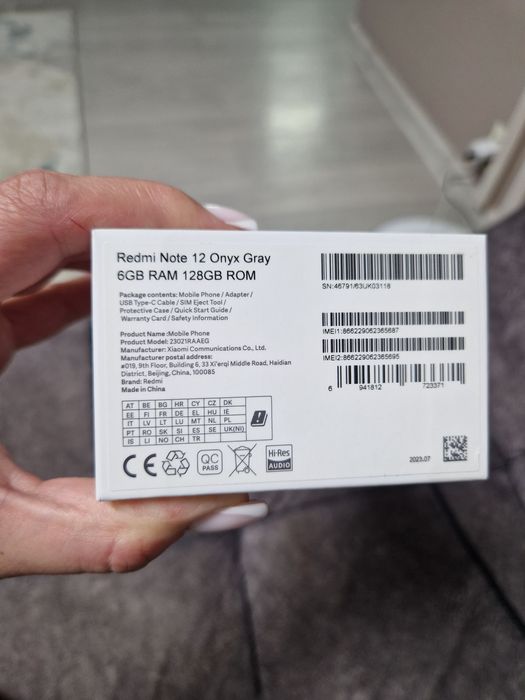 Redmi Note 12 Onyx Gray
6GB RAM 128GB ROM
Package contents: Mobile Phone / Adapter /
USB Type-C Cable / SIM Eject Tool /
Protective Case / Quick Start Guide /
Warranty Card / Safety Information
Product Name:Mobile Phone
Product Model: 23021RAAEG
Manufacturer: Xiaomi Communications Co., Ltd.
Manufacturer postal address:
#019, 9th Floor, Building 6, 33 Xi'erqi Middle Road, Haidian
District, Beijing, China, 100085
Brand: Redmi
Made in China
AT BE BG HR CY CZ DK
EE FI FR DE EL HU IE
IT LV LT LU MT NL PL
PT RO SK SI ES SE UK(NI)
IS LI NO CH TR
CE
QC
PASS
Hi-Res
AUDIO
SN:46791/63UK03116
IMEI1:866229062365687
IMEI2:866229062365695
6 941812 723371
2023.07